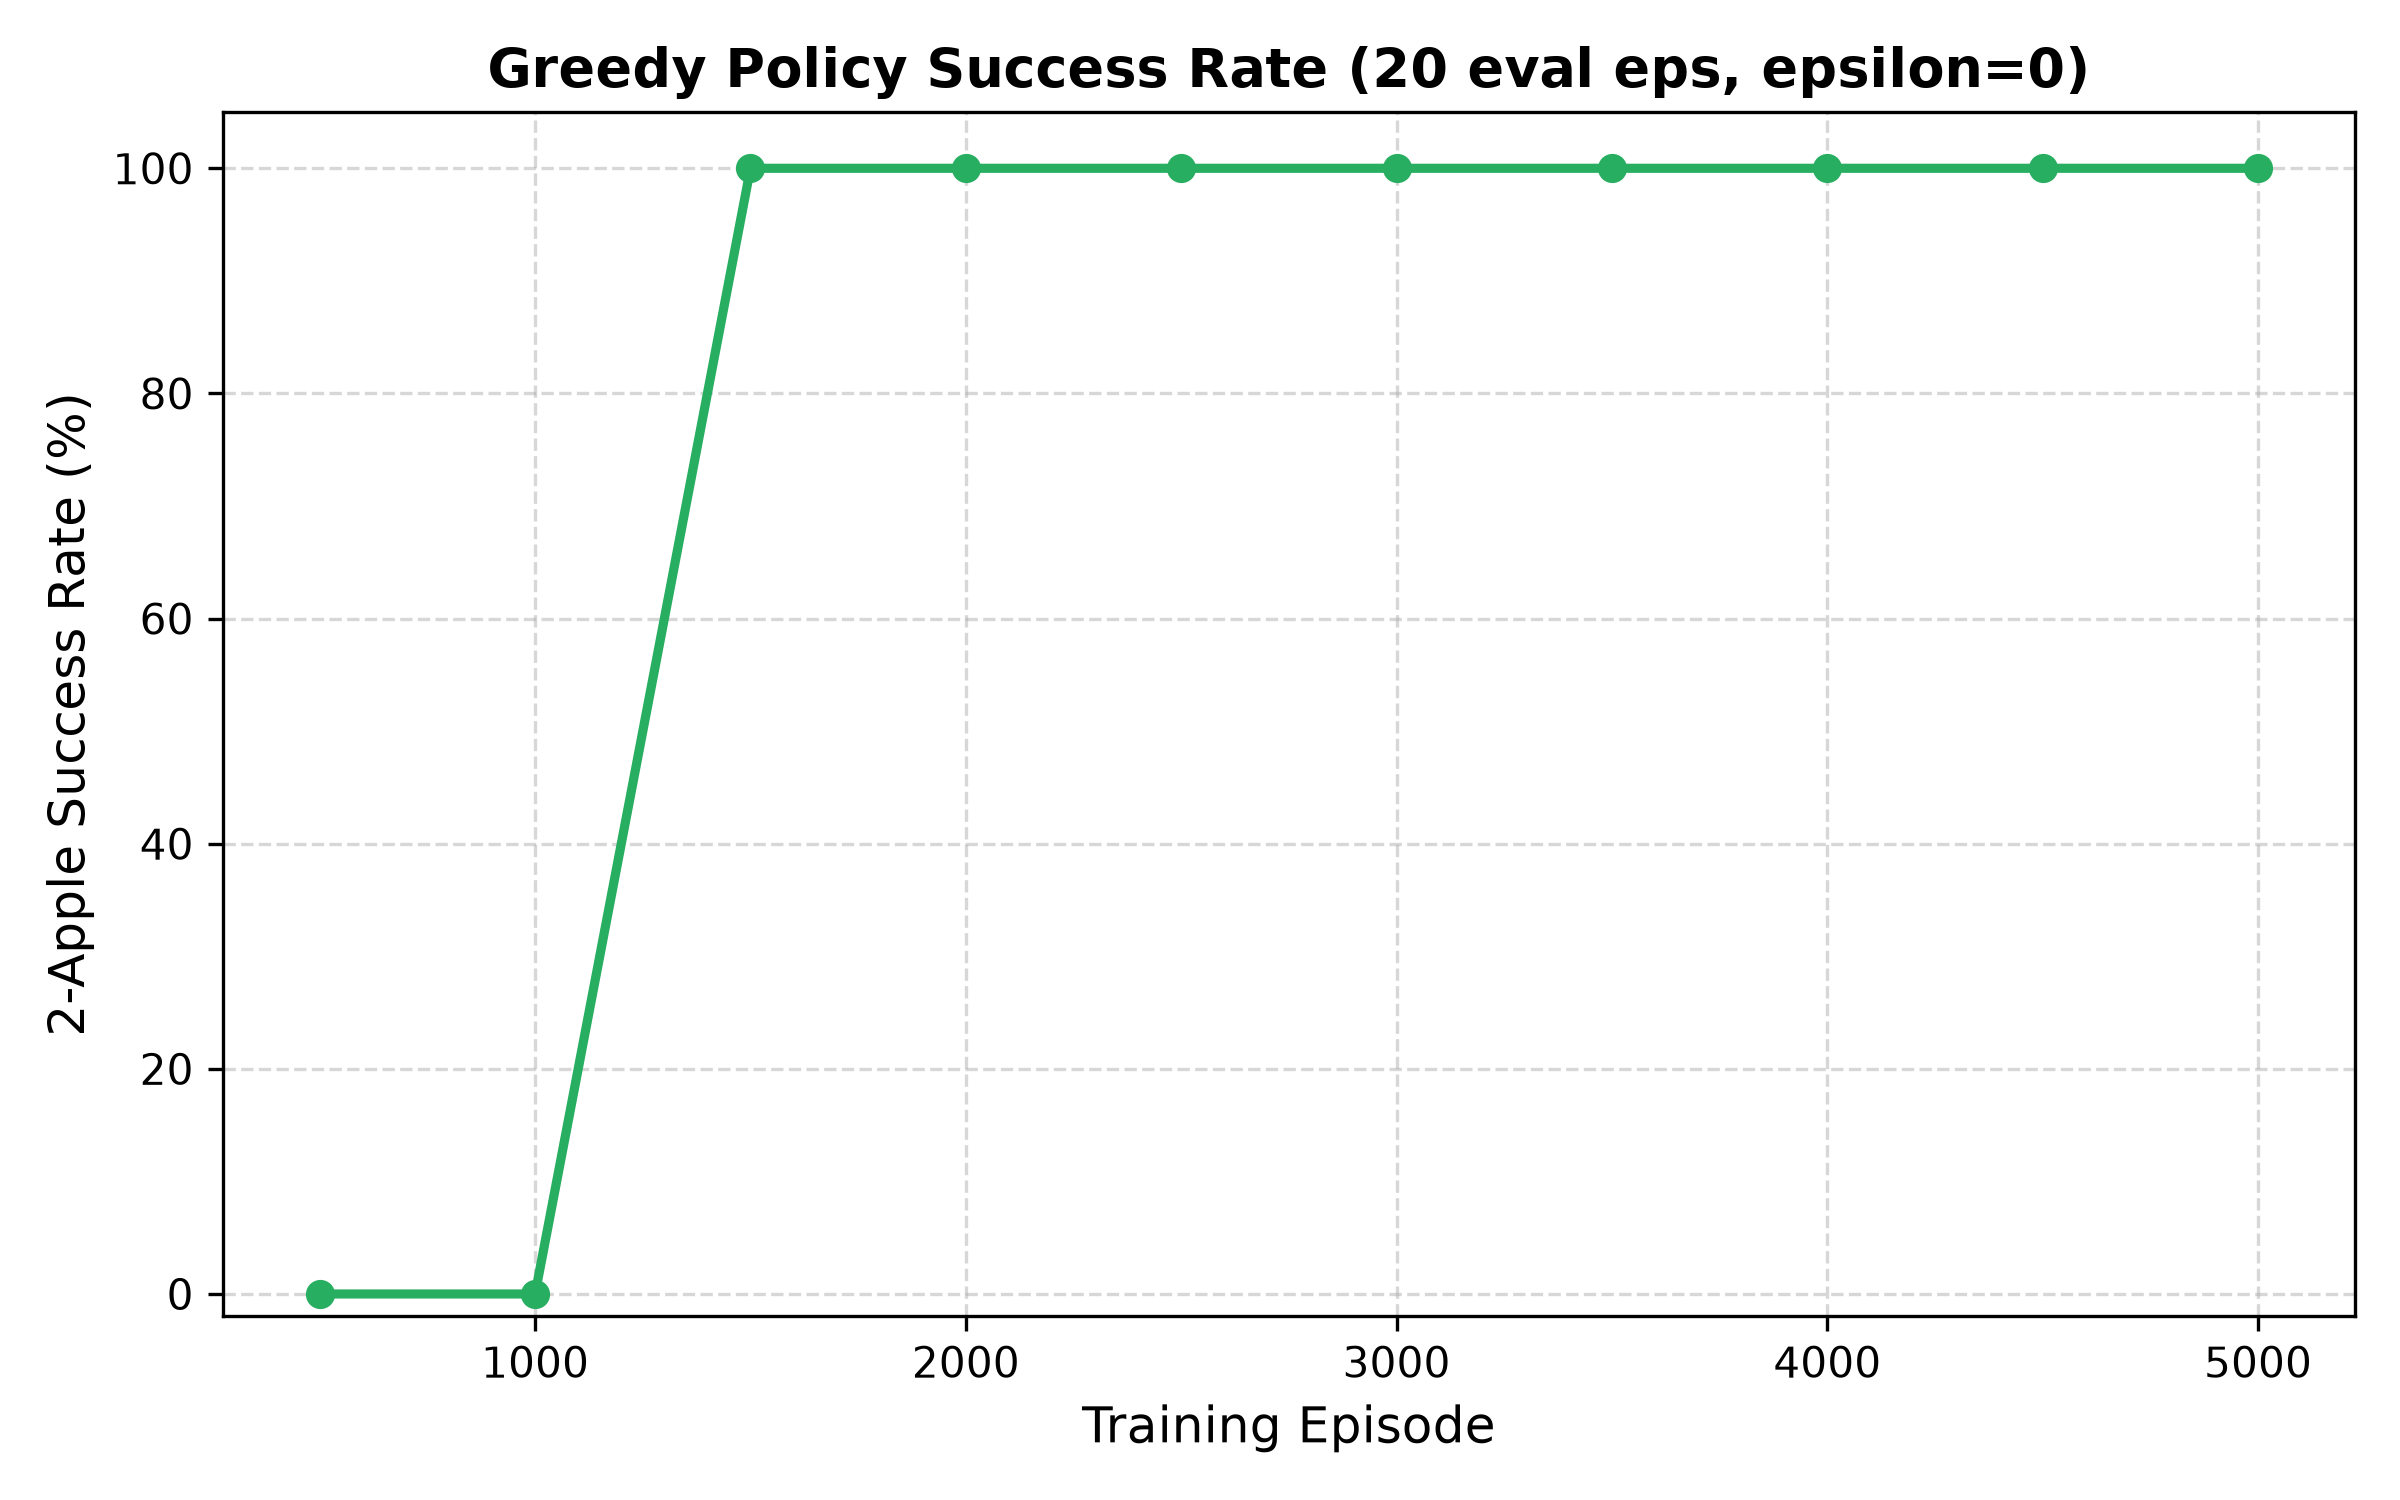 Greedy Policy Success Rate (20 eval eps, epsilon=0)
2-Apple Success Rate (%)
100
80
60
40
20
0
1000 2000 3000 4000 5000
Training Episode